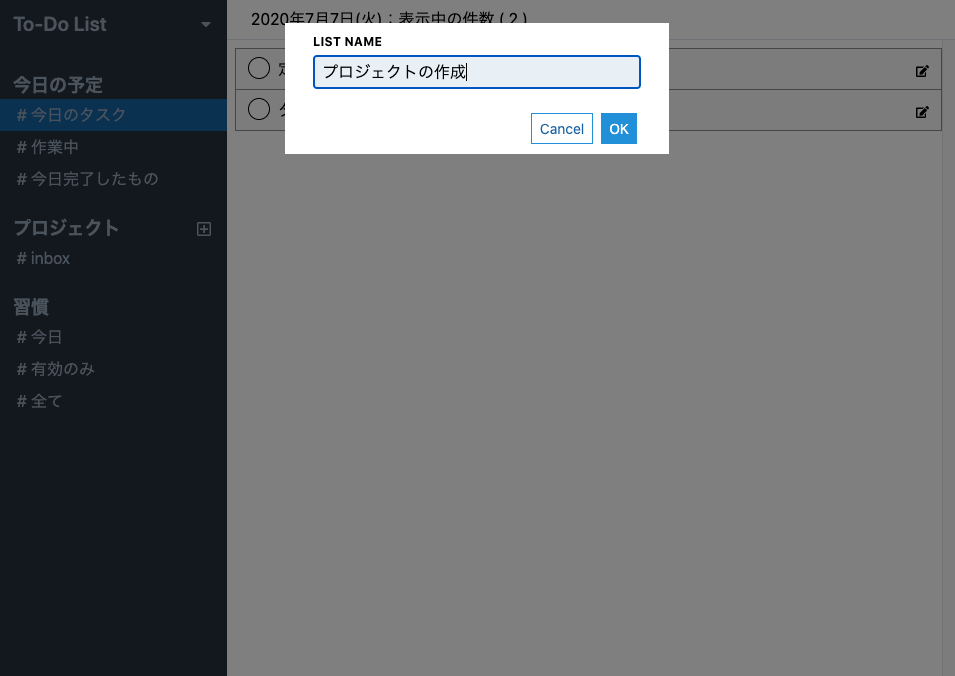 To-Do List
今日の予定
# 今日のタスク
# 作業中
# 今日完了したもの
プロジェクト
# inbox
習慣
# 今日
# 有効のみ
# 全て
2020年7月7日(火)：表示中の件数 ( 2 )
LIST NAME
プロジェクトの作成
Cancel OK